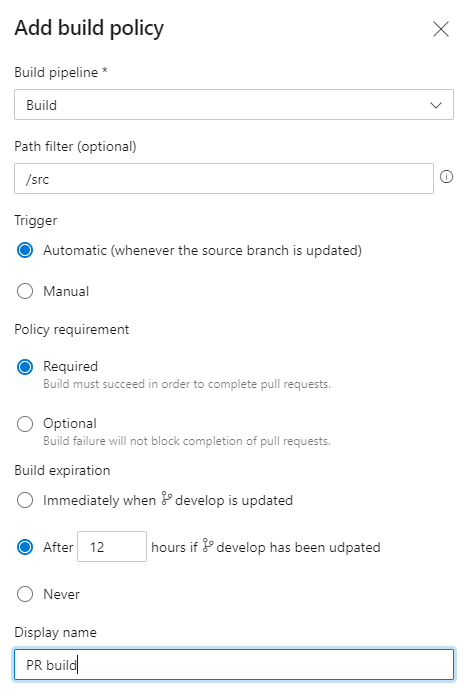 Add build policy
Build pipeline *
Build
Path filter (optional)
/src
Trigger
Automatic (whenever the source branch is updated)
Manual
Policy requirement
Required
Build must succeed in order to complete pull requests.
Optional
Build failure will not block completion of pull requests.
Build expiration
Immediately when develop is updated
After 12 hours if develop has been udpated
Never
Display name
PR build